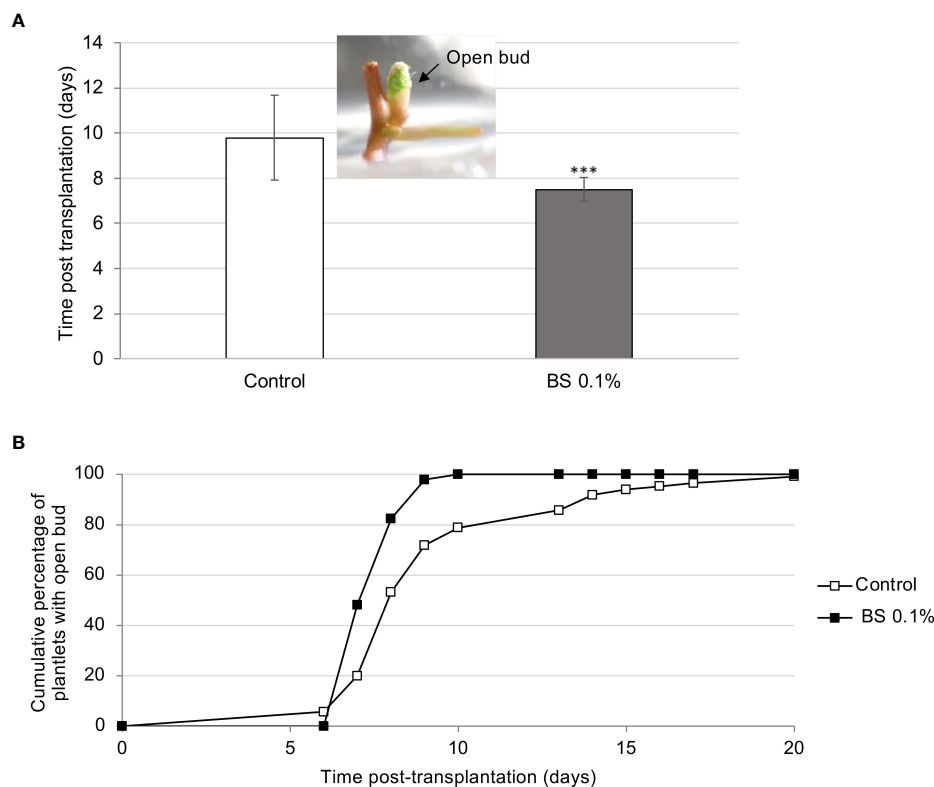 A
14
12
10
8
6
4
2
0
Time post transplantation (days)
Open bud
***
Control
BS 0.1%
B
100
80
60
40
20
0
Cumulative percentage of
plantlets with open bud
0 5 10 15 20
Time post-transplantation (days)
Control
BS 0.1%